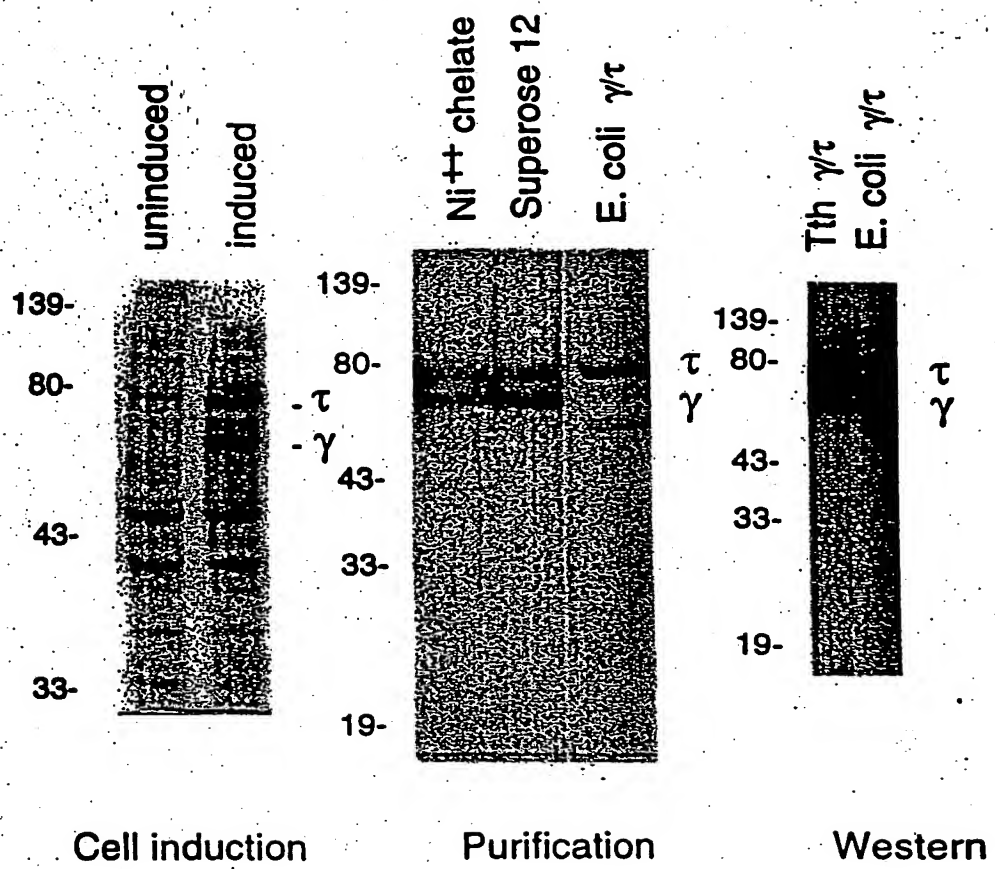 uninduced
induced
139-
80-
43-
33-
- τ
- γ
Ni++ chelate
Superose 12
E. coli γ/τ
139-
80-
43-
33-
19-
τ
γ
Tth γ/τ
E. coli γ/τ
139-
80-
43-
33-
19-
τ
γ
Cell induction
Purification
Western